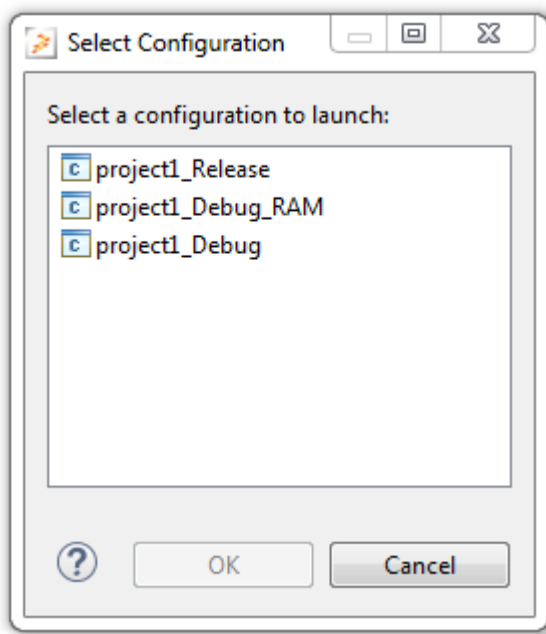 Select Configuration
Select a configuration to launch:
project1_Release
project1_Debug_RAM
project1_Debug
OK
Cancel